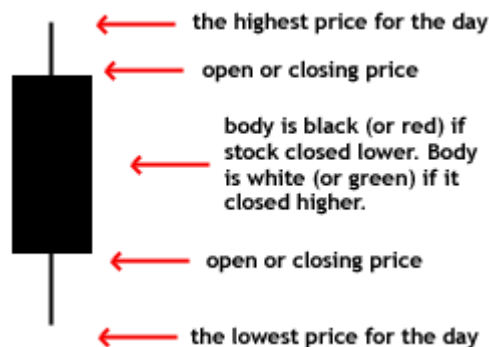 the highest price for the day
open or closing price
body is black (or red) if
stock closed lower. Body
is white (or green) if it
closed higher.
open or closing price
the lowest price for the day